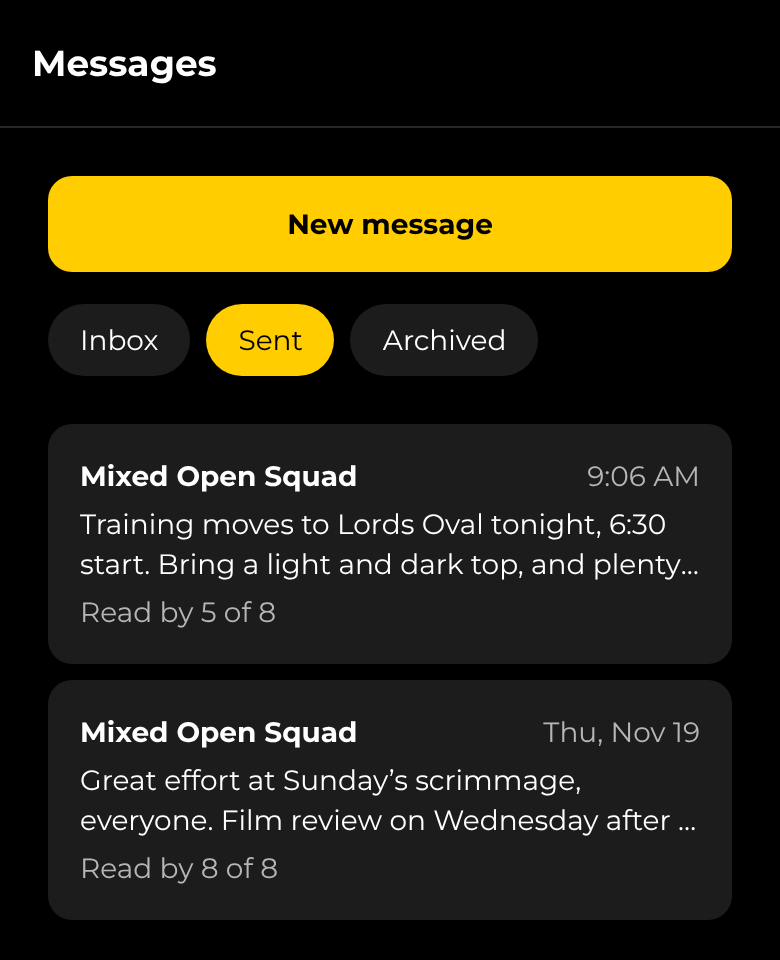 Messages
New message
Inbox
Sent
Archived
Mixed Open Squad
9:06 AM
Training moves to Lords Oval tonight, 6:30
start. Bring a light and dark top, and plenty...
Read by 5 of 8
Mixed Open Squad
Thu, Nov 19
Great effort at Sunday’s scrimmage,
everyone. Film review on Wednesday after ...
Read by 8 of 8